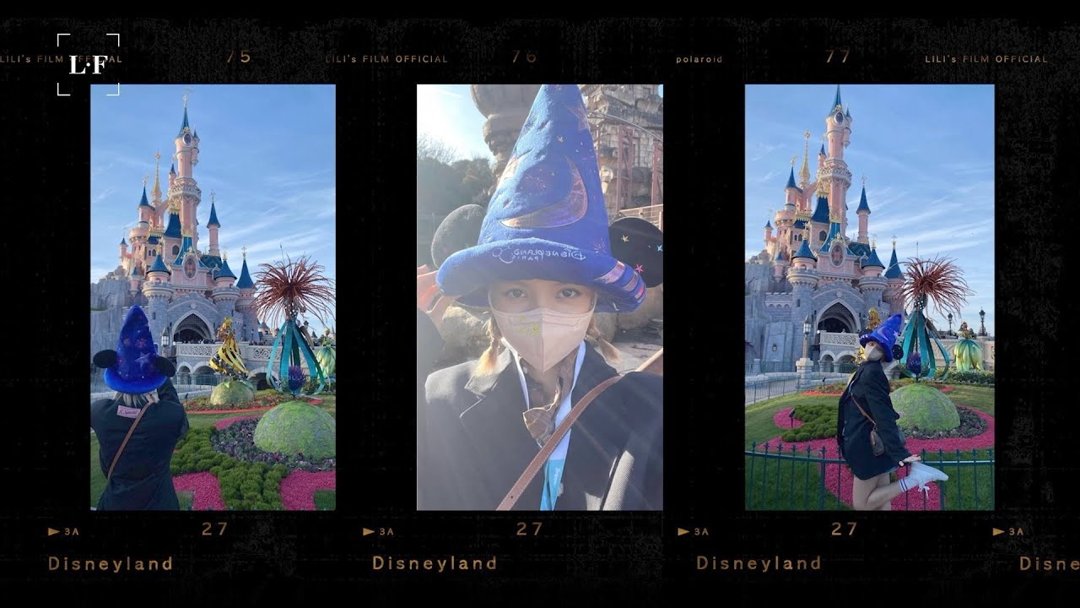 LILI's FILM OFFICIAL
L·F
75
LILI's FILM OFFICIAL
76
polaroid
77
LILI's FILM OFFICIAL
3A
27
3A
27
3A
27
3A
Disneyland
Disneyland
Disneyland
Disne